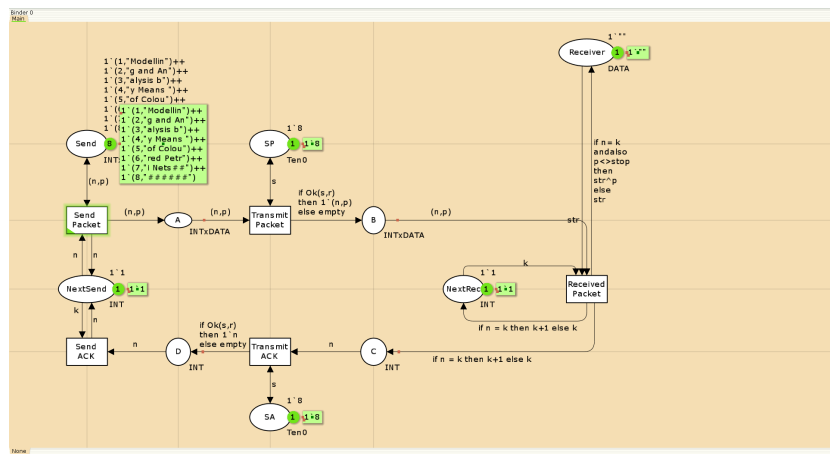 Binder 0
Main
1`""
Receiver
1
1`""
DATA
1`(1,"Modellin")++
1`(2,"g and An")++
1`(3,"alysis b")++
1`(4,"y Means ")++
1`(5,"of Colou")++
1`(
1`(
1`(
1`(1,"Modellin")++
1`(2,"g and An")++
1`(3,"alysis b")++
1`(4,"y Means ")++
1`(5,"of Colou")++
1`(6,"red Petr")++
1`(7,"i Nets##")++
1`(8,"######")
Send
8
INT
1`8
SP
1
1`8
Ten0
if n=k
andalso
p<>stop
then
str^p
else
str
(n,p)
s
if Ok(s,r)
then 1`(n,p)
else empty
Send
Packet
(n,p)
A
(n,p)
INTxDATA
Transmit
Packet
B
(n,p)
INTxDATA
str
n
n
k
1`1
NextSend
1
1`1
INT
1`1
NextRec
1
1`1
INT
Received
Packet
k
n
if n = k then k+1 else k
if Ok(s,r)
then 1`n
else empty
Send
ACK
n
D
INT
Transmit
ACK
n
C
INT
if n = k then k+1 else k
s
1`8
SA
1
1`8
Ten0
None